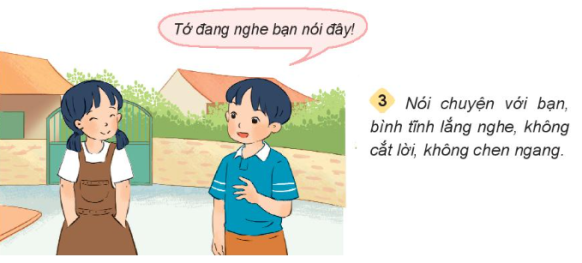 Tớ đang nghe bạn nói đây!
3 Nói chuyện với bạn,
bình tĩnh lắng nghe, không
cắt lời, không chen ngang.